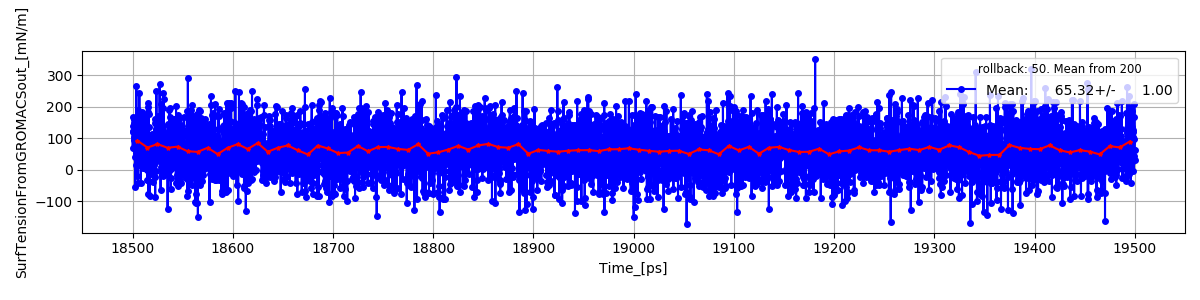 SurfTensionFromGROMACSout_[mN/m]
300
200
100
0
−100
rollback: 50. Mean from 200
Mean: 65.32+/- 1.00
18500 18600 18700 18800 18900 19000 19100 19200 19300 19400 19500
Time_[ps]